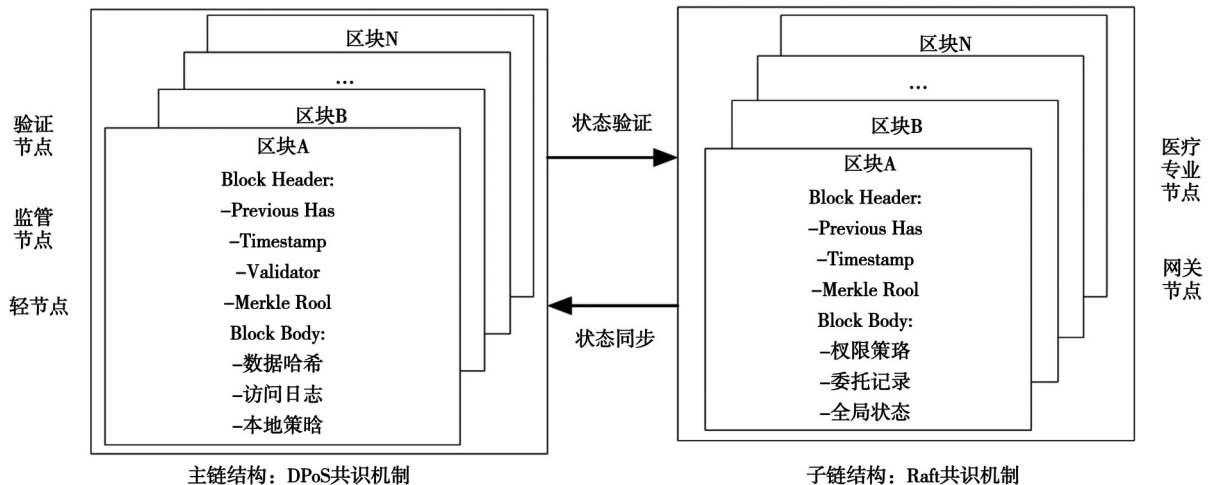 验证
节点
监管
节点
轻节点
区块N
...
区块B
区块A
Block Header:
–Previous Has
–Timestamp
–Validator
–Merkle Rool
Block Body:
–数据哈希
–访问日志
–本地策晗
主链结构：DPoS共识机制
状态验证
状态同步
区块N
...
区块B
区块A
Block Header:
–Previous Has
–Timestamp
–Merkle Rool
Block Body:
–杈限策珞
–委托记录
–全局状态
子链结构：Raft共识机制
医疗
专业
节点
网关
节点